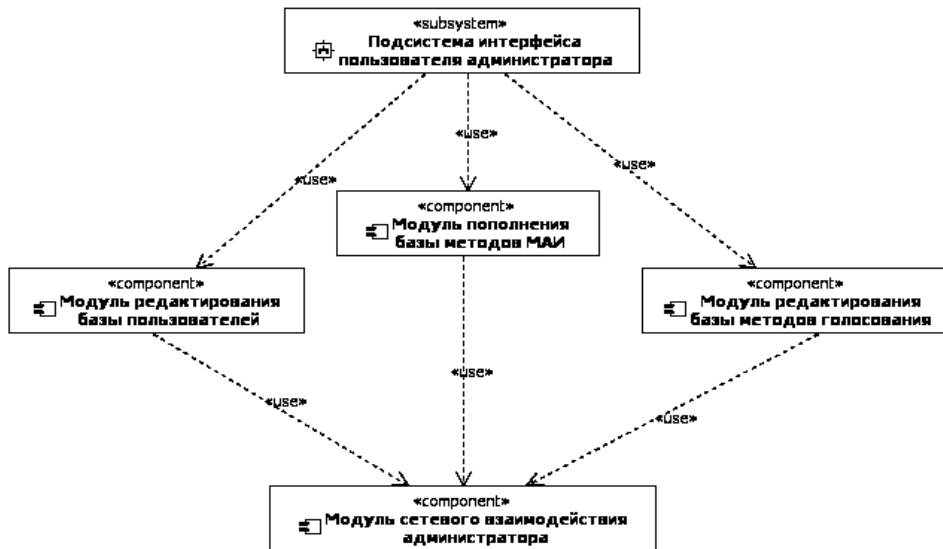 «subsystem»
Подсистема интерфейса
пользователя администратора
«use»
«use»
«use»
«component»
Модуль пополнения
базы методов МАИ
«component»
Модуль редактирования
базы пользователей
«component»
Модуль редактирования
базы методов голосования
«use»
«use»
«use»
«component»
Модуль сетевого взаимодействия
администратора